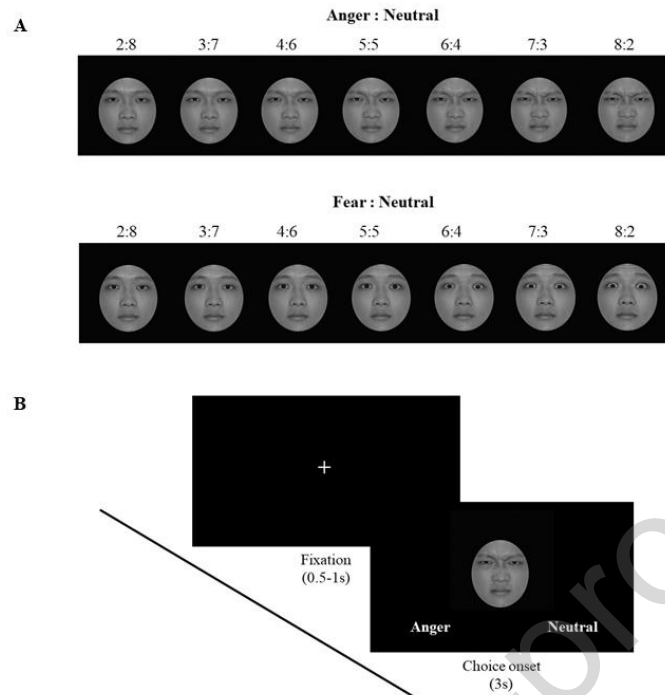 A
Anger : Neutral
2:8 3:7 4:6 5:5 6:4 7:3 8:2
Fear : Neutral
2:8 3:7 4:6 5:5 6:4 7:3 8:2
B
Fixation
(0.5-1s)
Anger Neutral
Choice onset
(3s)